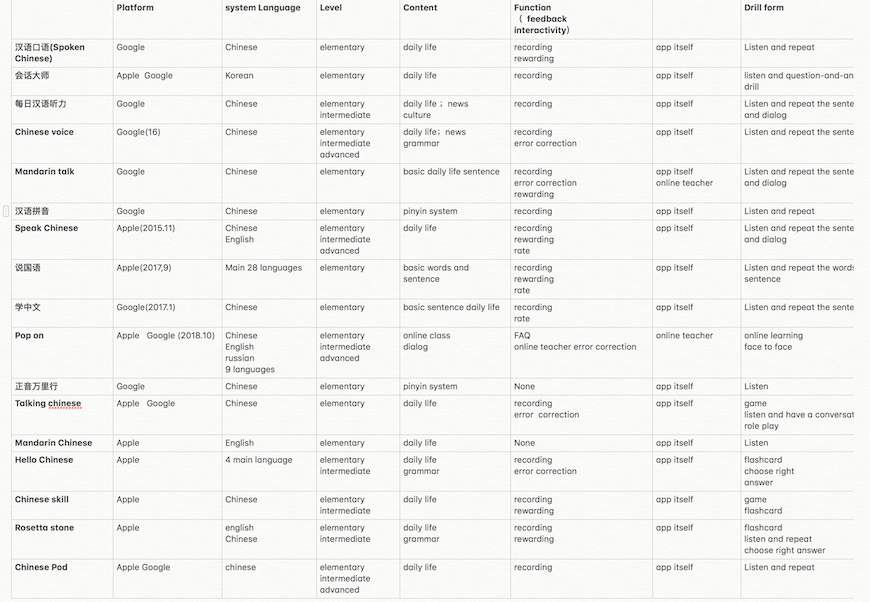 Platform system Language Level Content Function Drill form
( feedback
interactivity)
汉语口语(Spoken Google Chinese elementary daily life recording app itself Listen and repeat
Chinese) rewarding
会话大师 Apple Google Korean elementary daily life recording app itself listen and question-and-an
drill
每日汉语听力 Google Chinese elementary daily life ; news recording app itself Listen and repeat the sente
intermediate culture and dialog
Chinese voice Google(16) Chinese elementary daily life; news recording app itself Listen and repeat the sente
intermediate grammar error correction
advanced
Mandarin talk Google Chinese elementary basic daily life sentence recording app itself Listen and repeat the sente
error correction online teacher and dialog
rewarding
汉语拼音 Google Chinese elementary pinyin system recording app itself Listen and repeat
Speak Chinese Apple(2015.11) Chinese elementary daily life recording app itself Listen and repeat the sente
English intermediate rewarding and dialog
advanced rate
说国语 Apple(2017,9) Main 28 languages elementary basic words and recording app itself Listen and repeat the words
sentence rewarding sentence
rate
学中文 Google(2017.1) Chinese elementary basic sentence daily life recording app itself Listen and repeat the sente
rate
Pop on Apple Google (2018.10) Chinese elementary online class FAQ online teacher online learning
English intermediate dialog online teacher error correction face to face
russian advanced
9 languages
正音万里行 Google Chinese elementary pinyin system None app itself Listen
Talking chinese Apple Google Chinese elementary daily life recording app itself game
error correction listen and have a conversat
role play
Mandarin Chinese Apple English elementary daily life None app itself Listen
Hello Chinese Apple 4 main language elementary daily life recording app itself flashcard
intermediate grammar error correction choose right
answer
Chinese skill Apple Chinese elementary daily life recording app itself game
intermediate rewarding flashcard
Rosetta stone Apple english elementary daily life recording app itself flashcard
Chinese intermediate grammar rewarding listen and repeat
choose right answer
Chinese Pod Apple Google chinese elementary daily life recording app itself Listen and repeat
intermediate
advanced